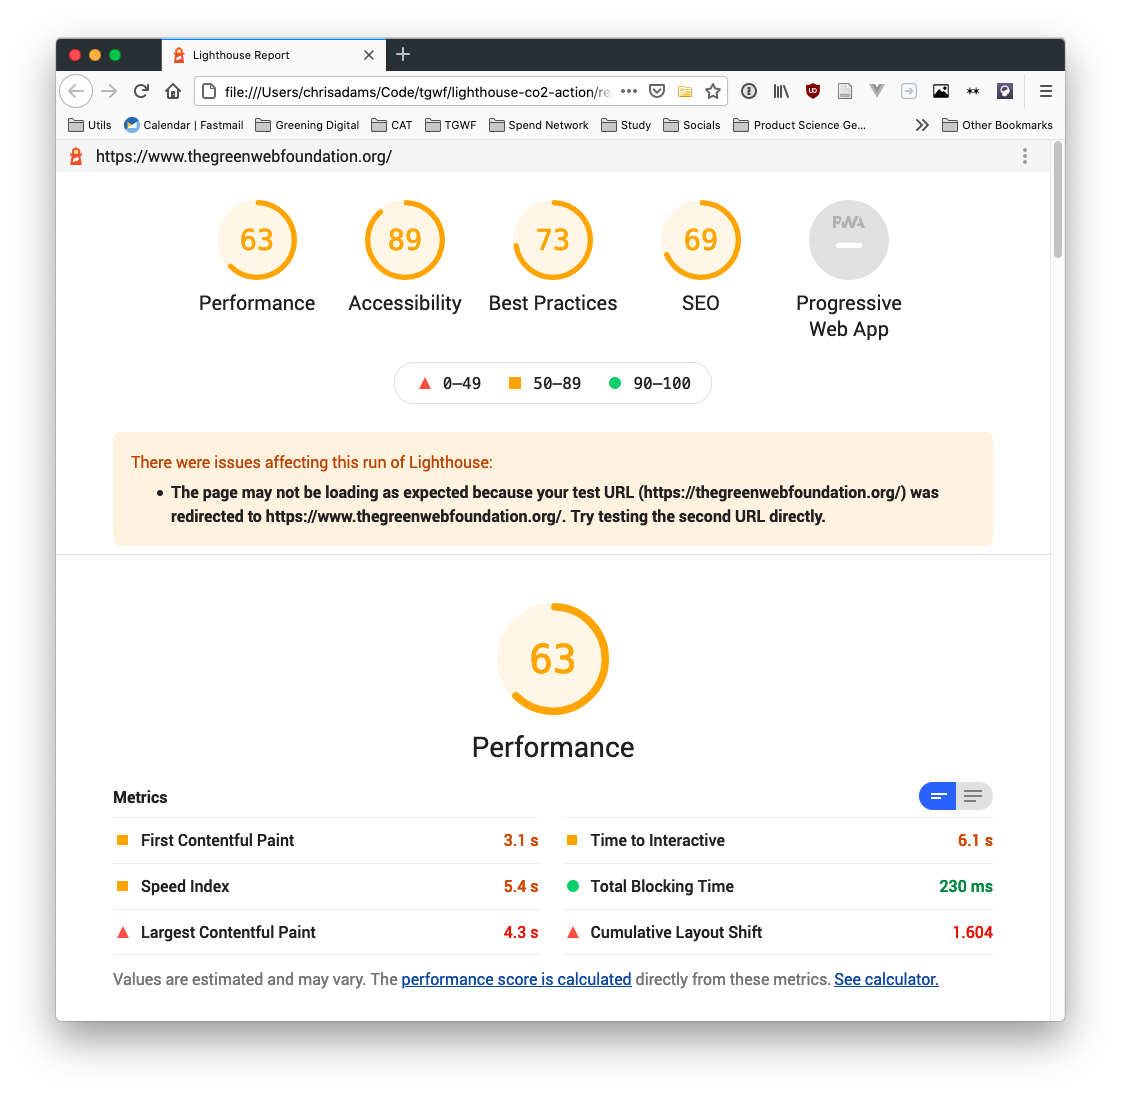 Lighthouse Report
file:///Users/chrisadams/Code/tgwf/lighthouse-co2-action/re
Utils Calendar | Fastmail Greening Digital CAT TGWF Spend Network Study Socials Product Science Ge... Other Bookmarks
https://www.thegreenwebfoundation.org/
63 89 73 69 PWA
Performance Accessibility Best Practices SEO Progressive
Web App
0–49 50–89 90–100
There were issues affecting this run of Lighthouse:
• The page may not be loading as expected because your test URL (https://thegreenwebfoundation.org/) was
redirected to https://www.thegreenwebfoundation.org/. Try testing the second URL directly.
63
Performance
Metrics
First Contentful Paint 3.1 s Time to Interactive 6.1 s
Speed Index 5.4 s Total Blocking Time 230 ms
Largest Contentful Paint 4.3 s Cumulative Layout Shift 1.604
Values are estimated and may vary. The performance score is calculated directly from these metrics. See calculator.